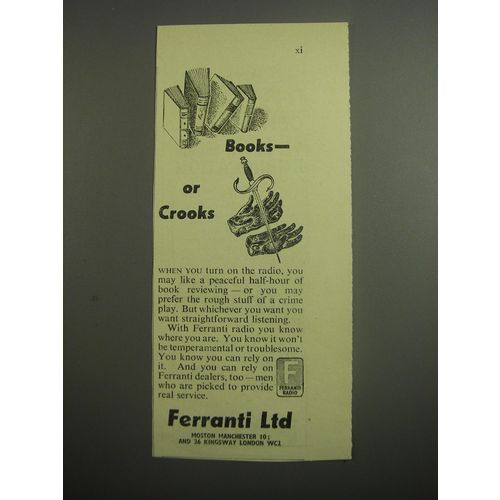 xi
Books—
or
Crooks
WHEN YOU turn on the radio, you
may like a peaceful half-hour of
book reviewing — or you may
prefer the rough stuff of a crime
play. But whichever you want you
want straightforward listening.
With Ferranti radio you know
where you are. You know it won't
be temperamental or troublesome.
You know you can rely on
it. And you can rely on
Ferranti dealers, too — men
who are picked to provide
real service.
F
FERRANTI
RADIO
Ferranti Ltd
MOSTON MANCHESTER 10;
AND 36 KINGSWAY LONDON WC2